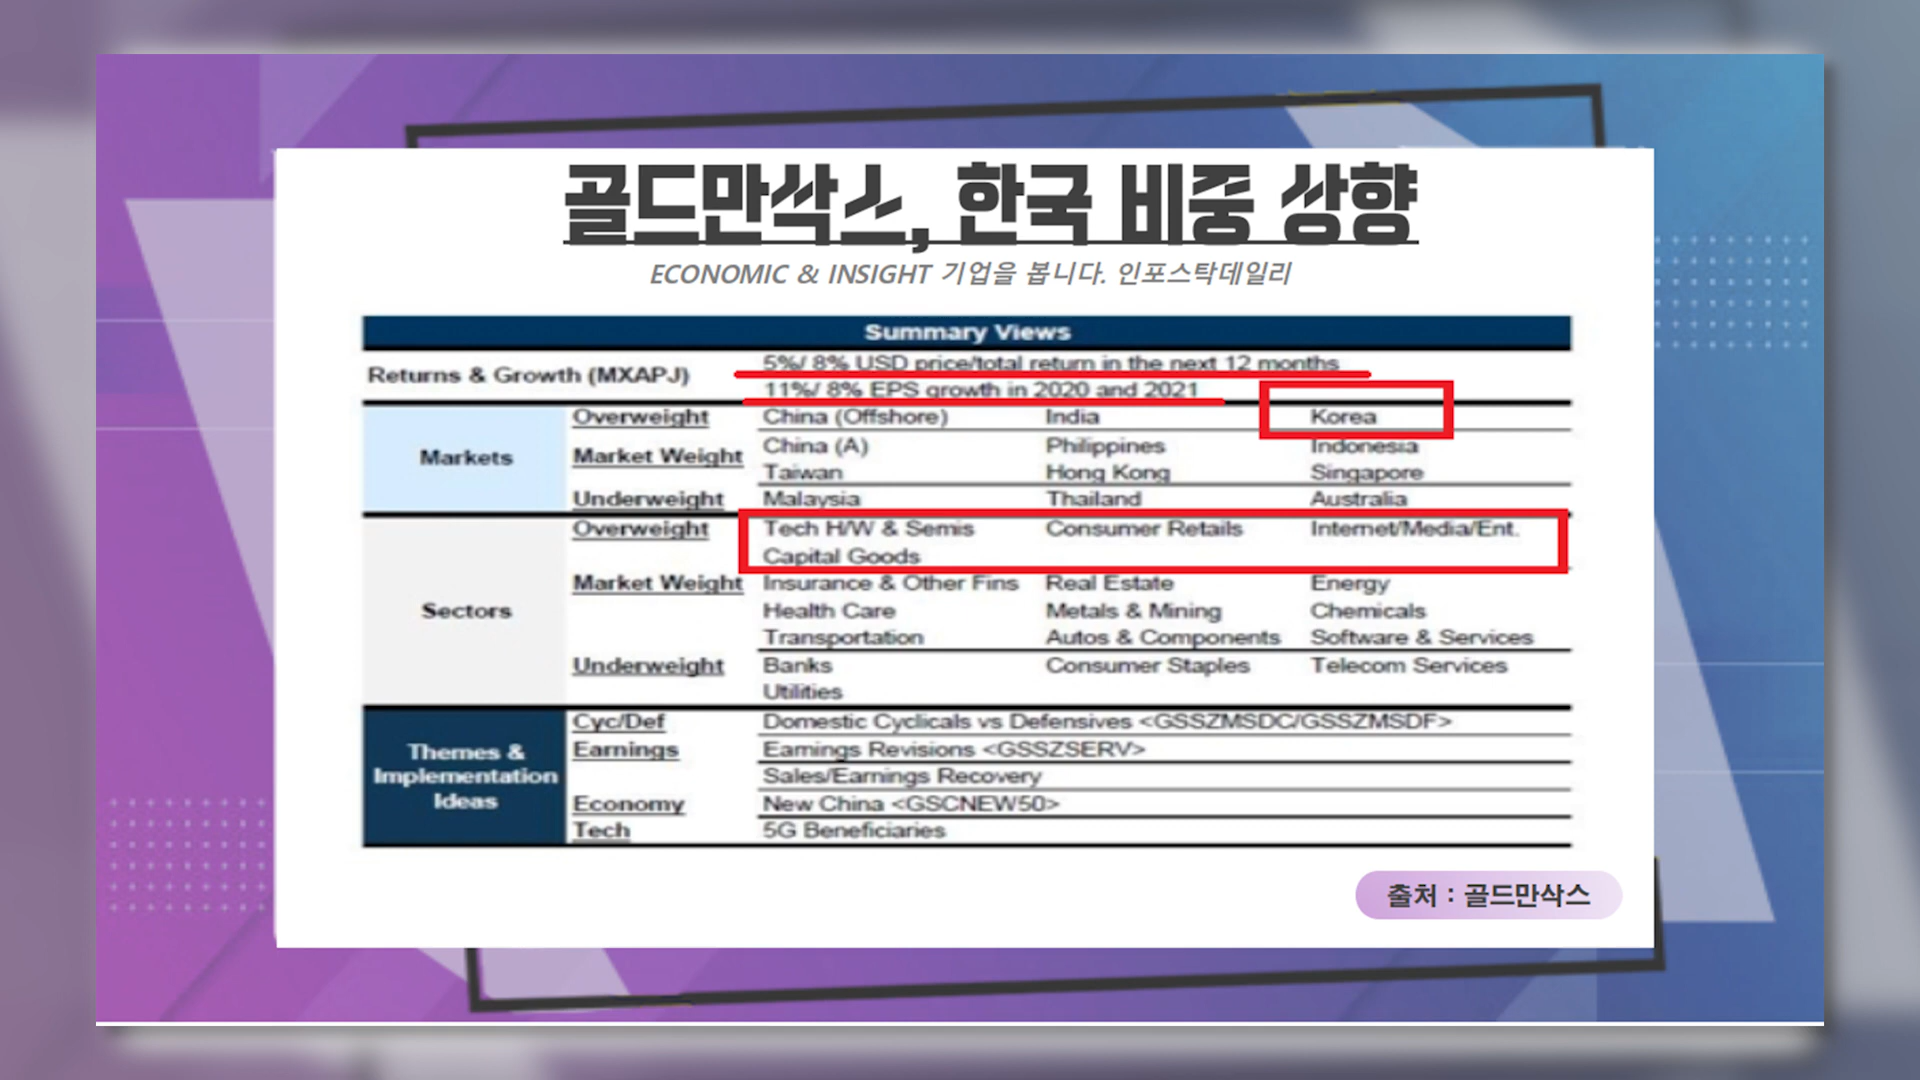 골드만삭스, 한국 비중 상향
ECONOMIC & INSIGHT 기업을 봅니다. 인포스탁데일리
Summary Views
Returns & Growth (MXAPJ) 5%/ 8% USD price/total return in the next 12 months
11%/ 8% EPS growth in 2020 and 2021
Markets
Overweight China (Offshore) India Korea
Market Weight China (A) Philippines Indonesia
Taiwan Hong Kong Singapore
Underweight Malaysia Thailand Australia
Sectors
Overweight Tech H/W & Semis Consumer Retails Internet/Media/Ent.
Capital Goods
Market Weight Insurance & Other Fins Real Estate Energy
Health Care Metals & Mining Chemicals
Transportation Autos & Components Software & Services
Underweight Banks Consumer Staples Telecom Services
Utilities
Themes &
Implementation
Ideas
Cyc/Def Domestic Cyclicals vs Defensives <GSSZMSDC/GSSZMSDF>
Earnings Earnings Revisions <GSSZSERV>
Sales/Earnings Recovery
Economy New China <GSCNEW50>
Tech 5G Beneficiaries
출처 : 골드만삭스